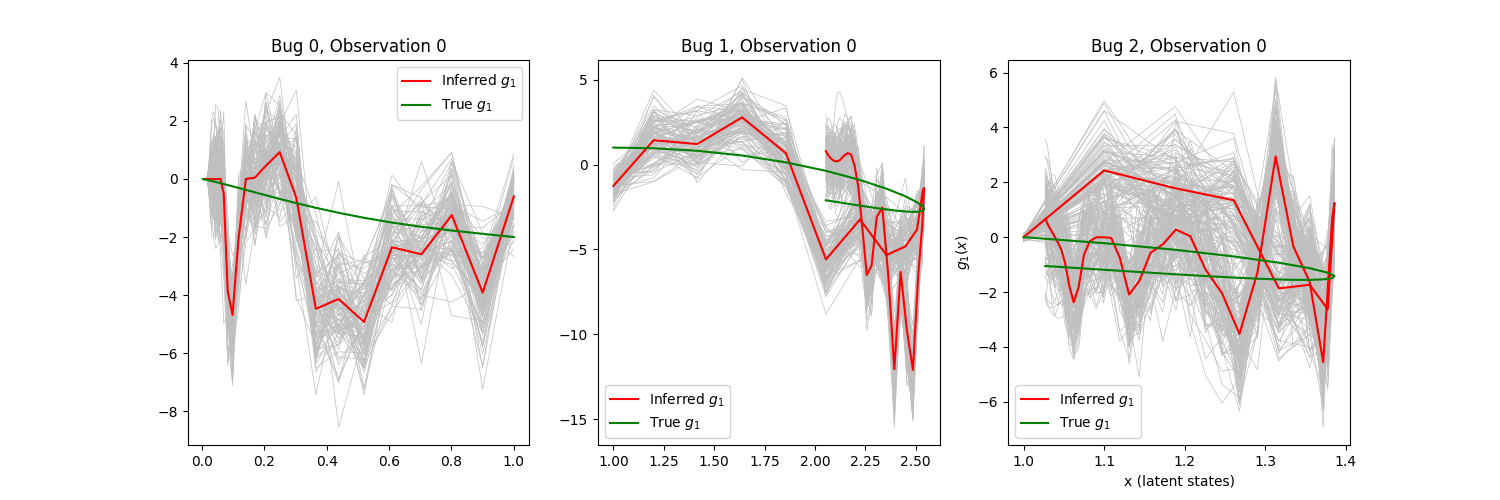 Bug 0, Observation 0
4
2
0
−2
−4
−6
−8
0.0 0.2 0.4 0.6 0.8 1.0
Inferred g₁
True g₁
Bug 1, Observation 0
5
0
−5
−10
−15
1.00 1.25 1.50 1.75 2.00 2.25 2.50
Inferred g₁
True g₁
Bug 2, Observation 0
g₁(x)
6
4
2
0
−2
−4
−6
1.0 1.1 1.2 1.3 1.4
x (latent states)
Inferred g₁
True g₁